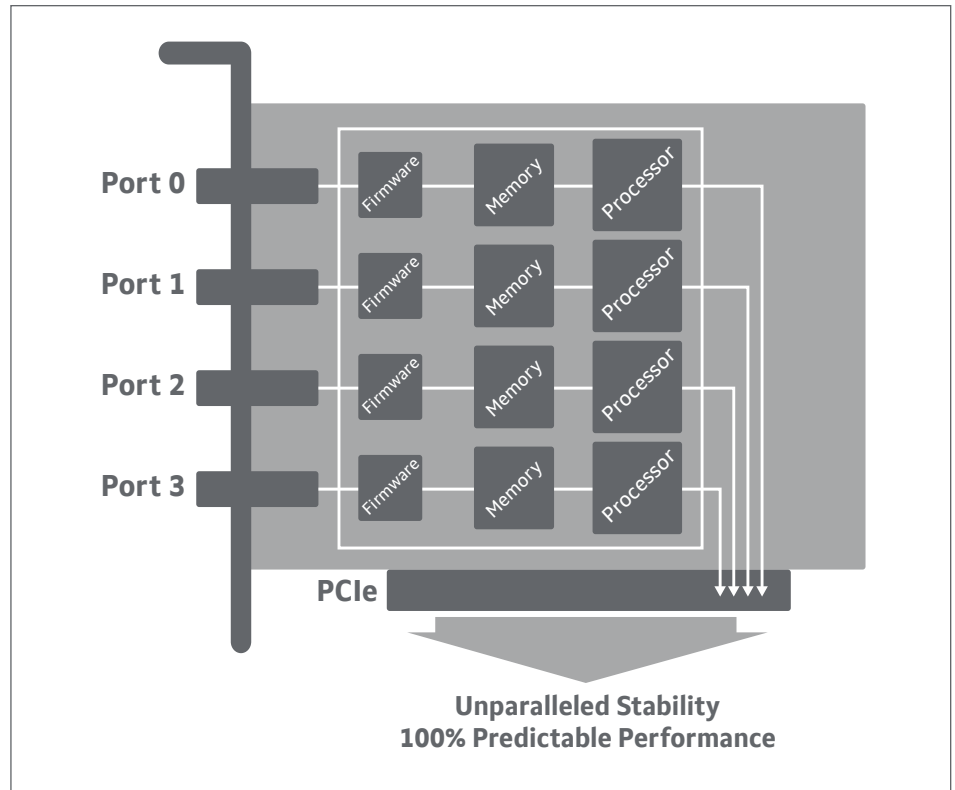 Port 0
Firmware
Memory
Processor
Port 1
Firmware
Memory
Processor
Port 2
Firmware
Memory
Processor
Port 3
Firmware
Memory
Processor
PCIe
Unparalleled Stability
100% Predictable Performance